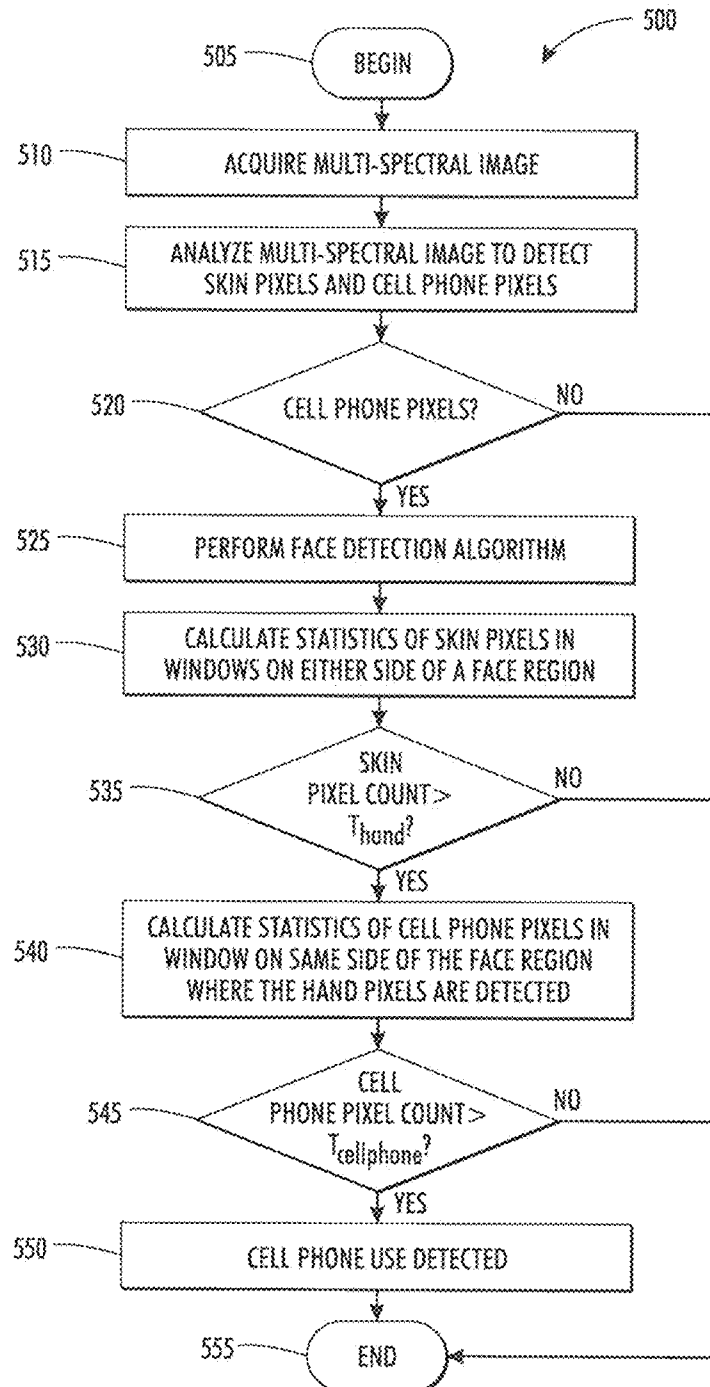 500
505
BEGIN
510
ACQUIRE MULTI-SPECTRAL IMAGE
515
ANALYZE MULTI-SPECTRAL IMAGE TO DETECT
SKIN PIXELS AND CELL PHONE PIXELS
520
CELL PHONE PIXELS?
NO
YES
525
PERFORM FACE DETECTION ALGORITHM
530
CALCULATE STATISTICS OF SKIN PIXELS IN
WINDOWS ON EITHER SIDE OF A FACE REGION
535
SKIN
PIXEL COUNT >
Thand?
NO
YES
540
CALCULATE STATISTICS OF CELL PHONE PIXELS IN
WINDOW ON SAME SIDE OF THE FACE REGION
WHERE THE HAND PIXELS ARE DETECTED
545
CELL
PHONE PIXEL COUNT >
Tcellphone?
NO
YES
550
CELL PHONE USE DETECTED
555
END